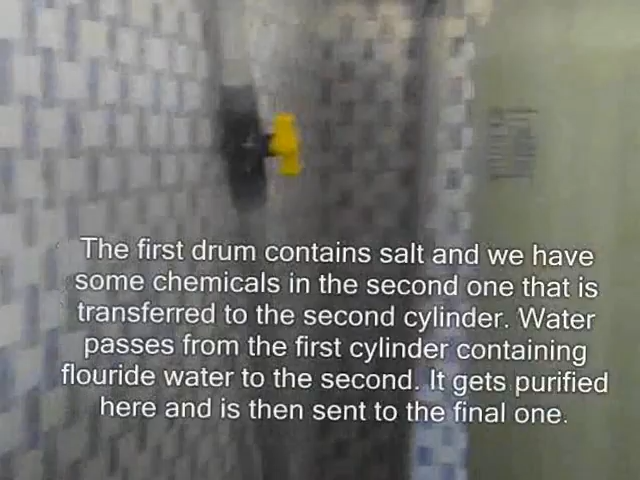 The first drum contains salt and we have
some chemicals in the second one that is
transferred to the second cylinder. Water
passes from the first cylinder containing
flouride water to the second. It gets purified
here and is then sent to the final one.